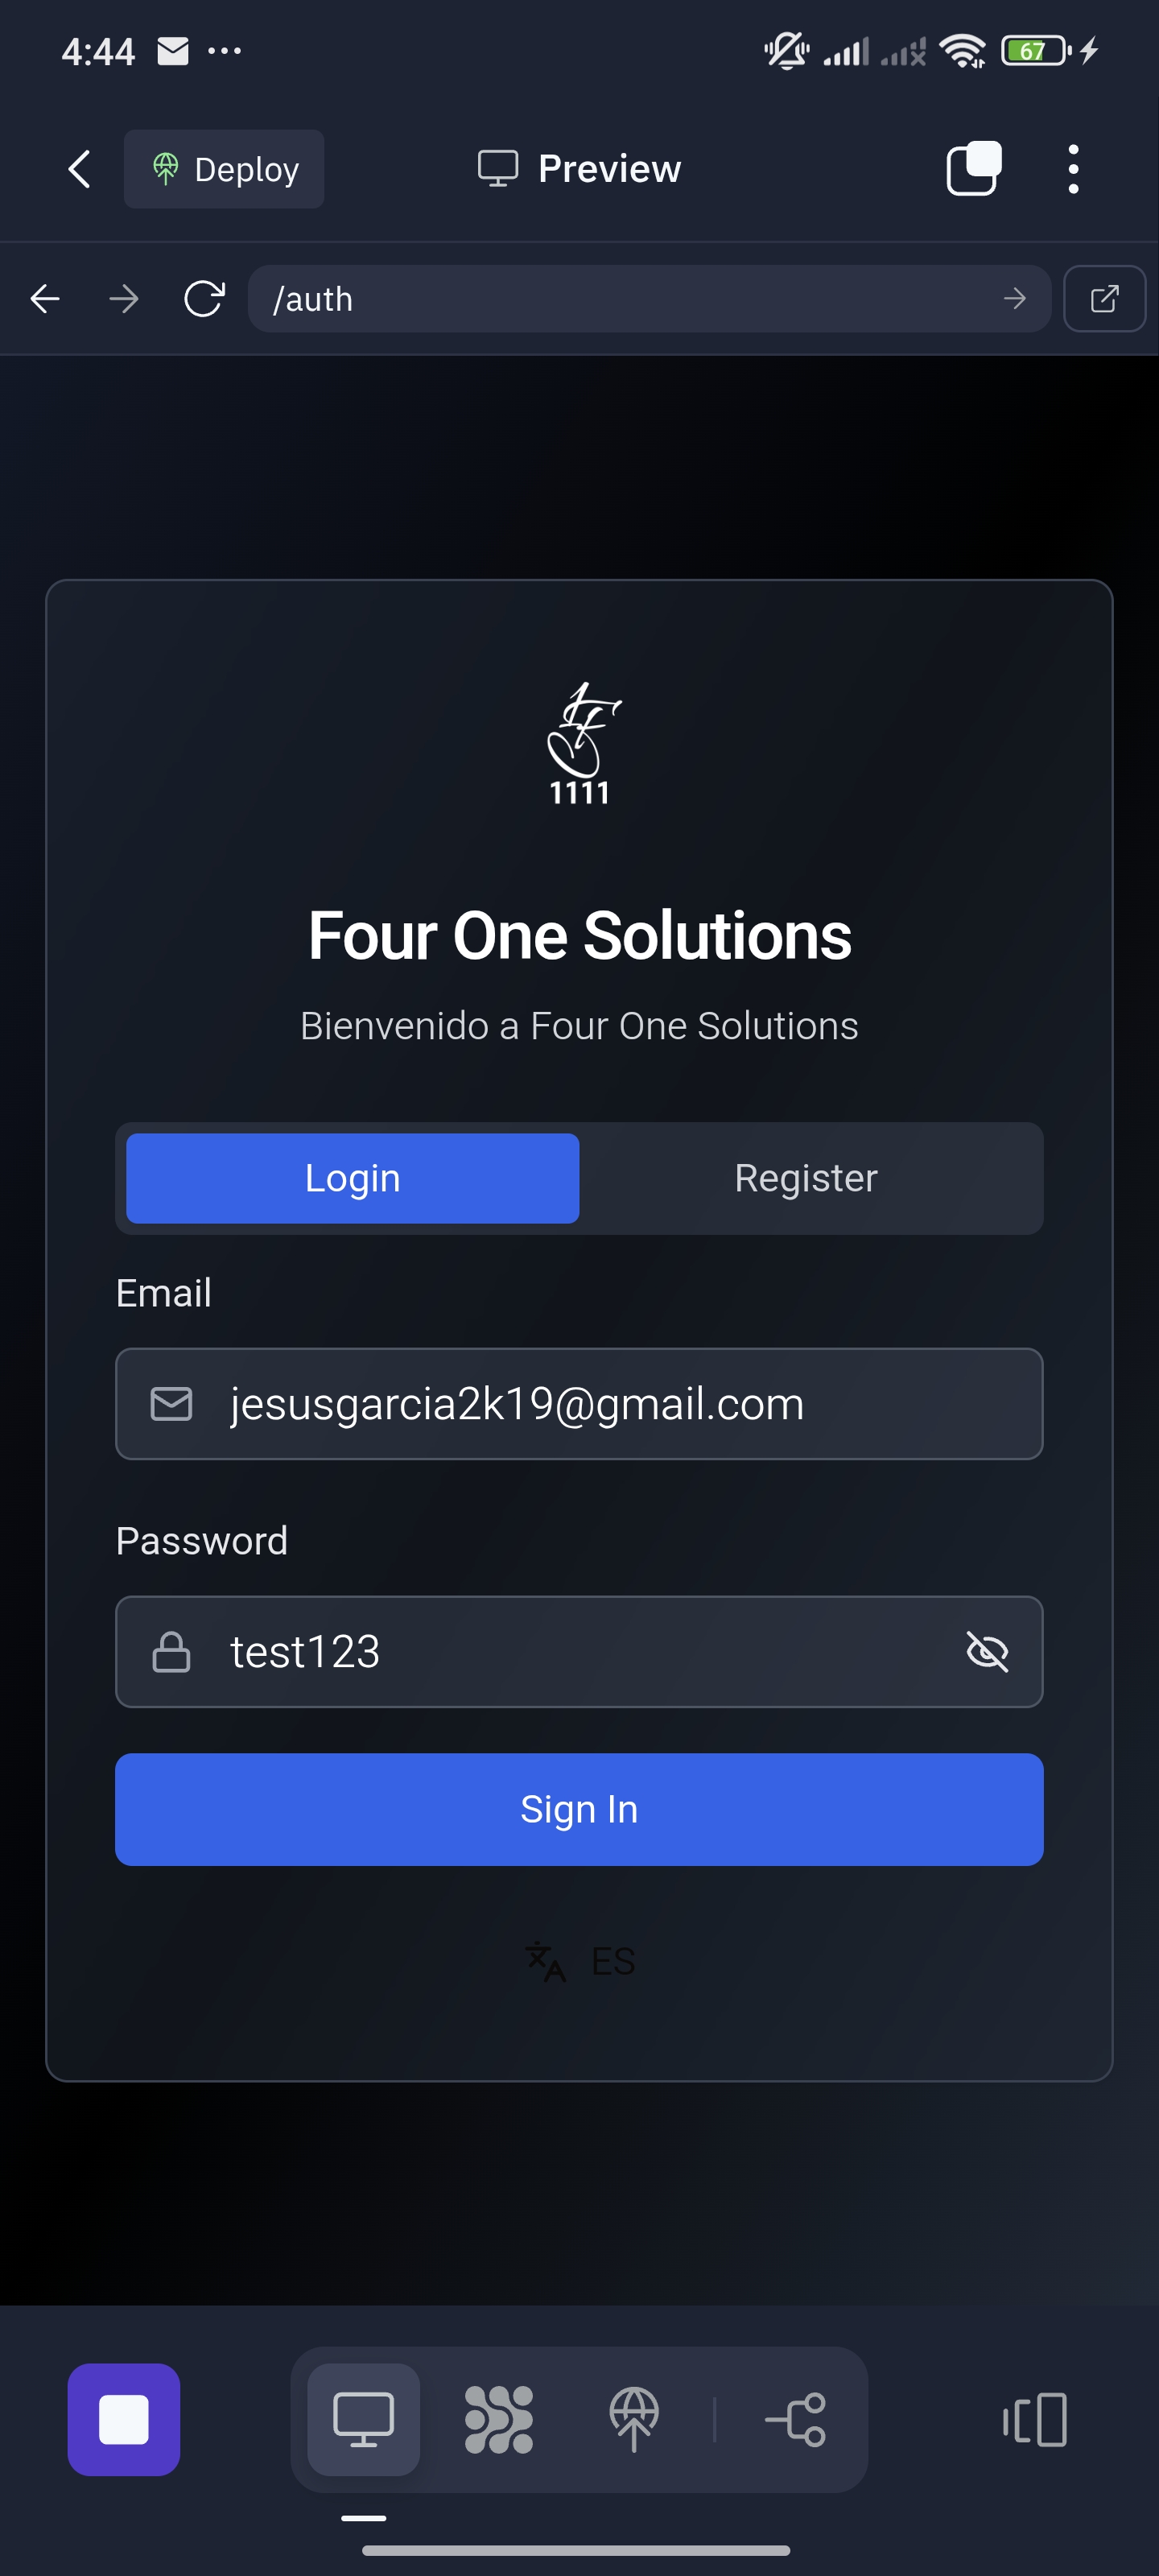 4:44
67
Deploy
Preview
/auth
1111
Four One Solutions
Bienvenido a Four One Solutions
Login
Register
Email
jesusgarcia2k19@gmail.com
Password
test123
Sign In
ES